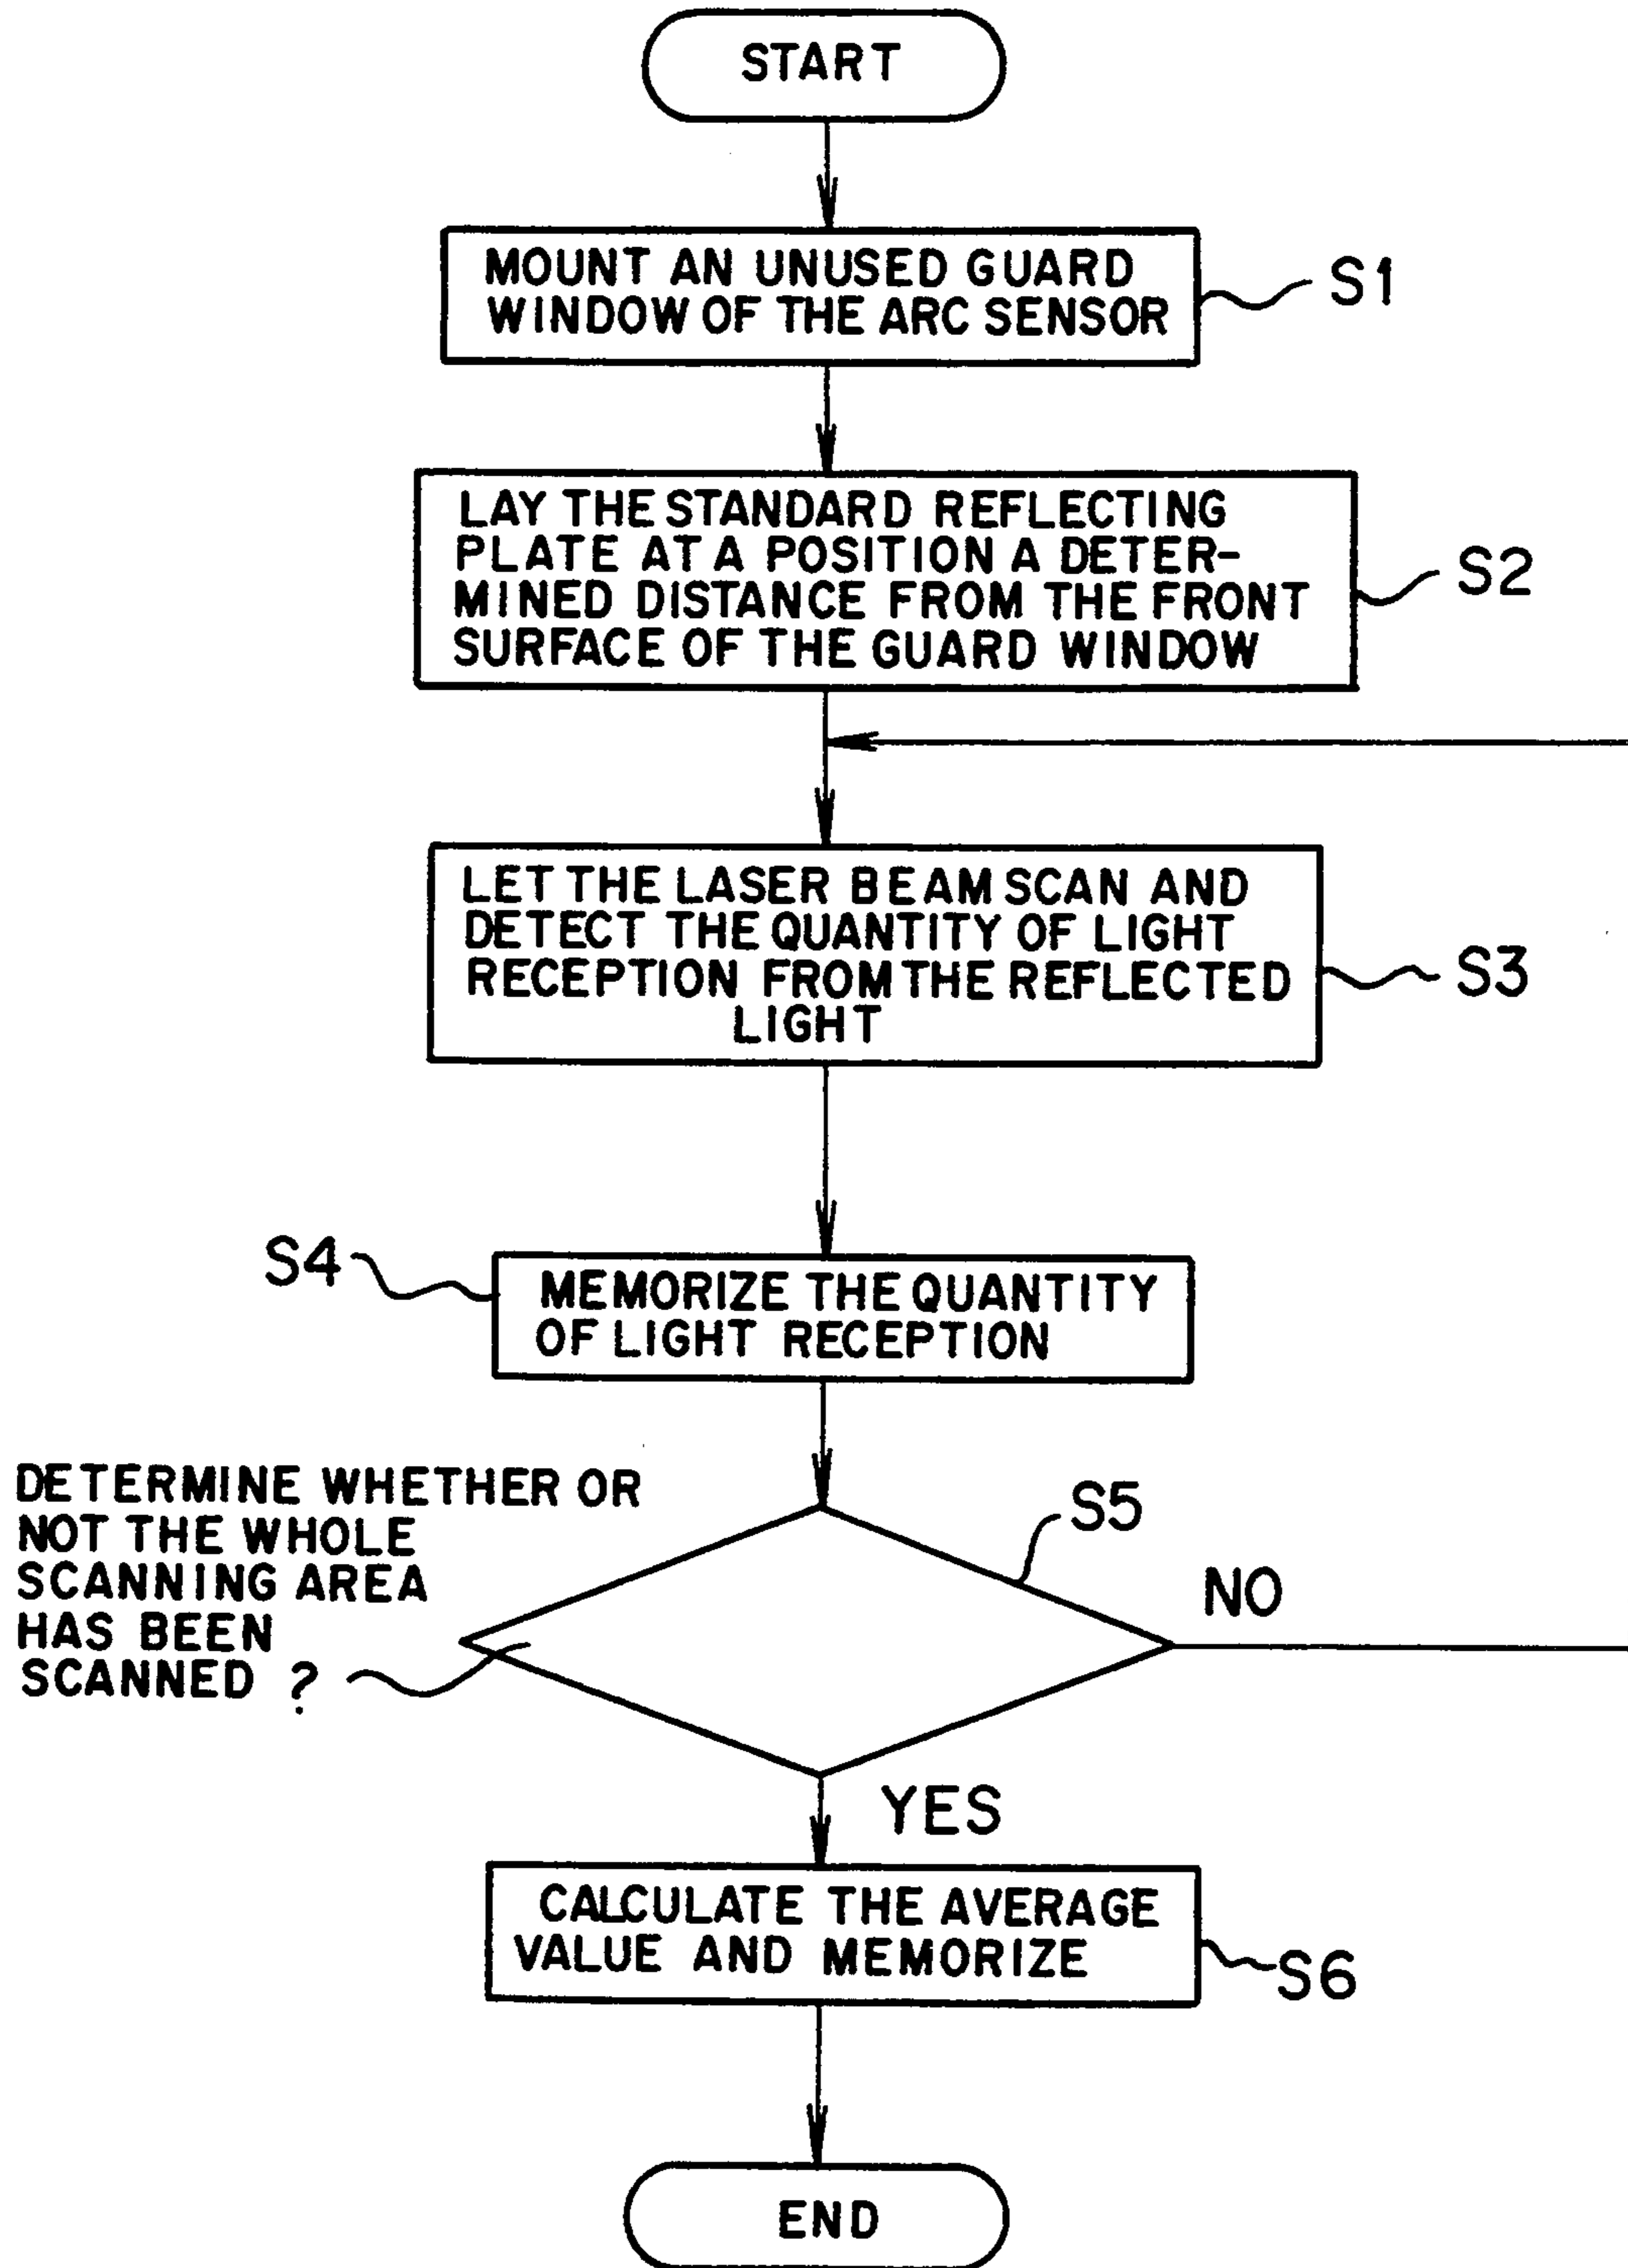 START
MOUNT AN UNUSED GUARD
WINDOW OF THE ARC SENSOR
S1
LAY THE STANDARD REFLECTING
PLATE AT A POSITION A DETER-
MINED DISTANCE FROM THE FRONT
SURFACE OF THE GUARD WINDOW
S2
LET THE LASER BEAM SCAN AND
DETECT THE QUANTITY OF LIGHT
RECEPTION FROM THE REFLECTED
LIGHT
S3
S4
MEMORIZE THE QUANTITY
OF LIGHT RECEPTION
DETERMINE WHETHER OR
NOT THE WHOLE
SCANNING AREA
HAS BEEN
SCANNED ?
S5
NO
YES
CALCULATE THE AVERAGE
VALUE AND MEMORIZE
S6
END